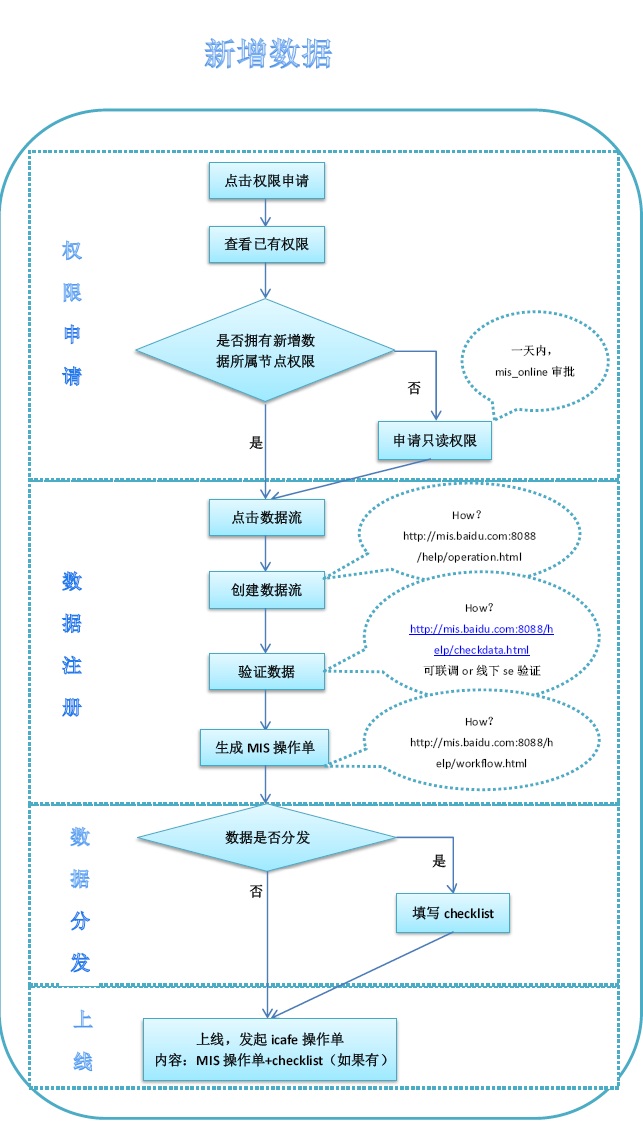 新增数据
权限申请
点击权限申请
查看已有权限
是否拥有新增数
据所属节点权限
否
是
一天内，
mis_online 审批
申请只读权限
数据注册
点击数据流
How？
http://mis.baidu.com:8088
/help/operation.html
创建数据流
How？
http://mis.baidu.com:8088/h
elp/checkdata.html
可联调 or 线下 se 验证
验证数据
How？
http://mis.baidu.com:8088/h
elp/workflow.html
生成 MIS 操作单
数据分发
数据是否分发
是
否
填写 checklist
上线
上线，发起 icafe 操作单
内容：MIS 操作单+checklist（如果有）